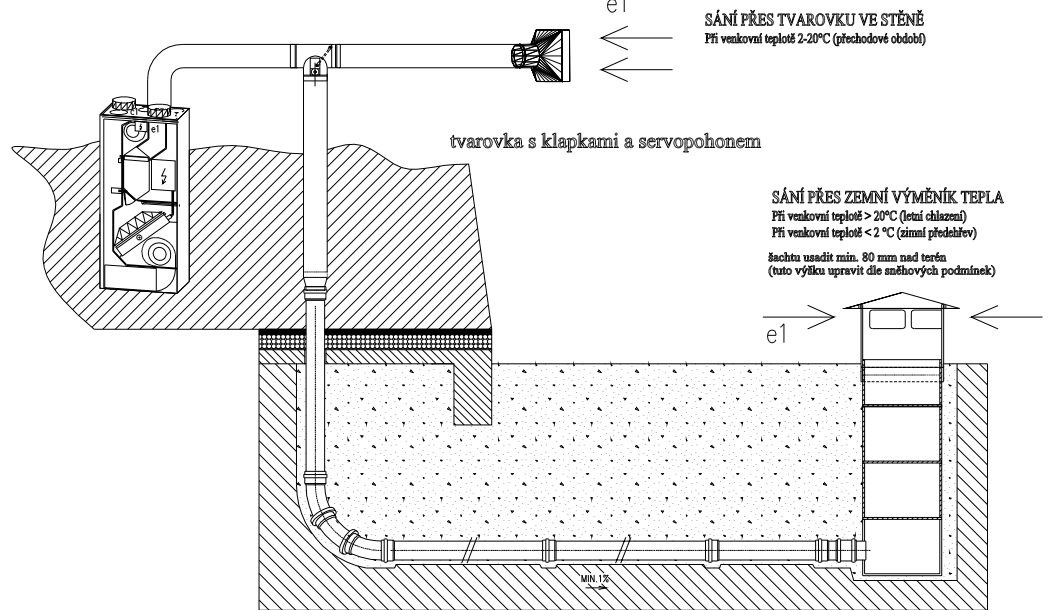 e1
SÁNÍ PŘES TVAROVKU VE STĚNĚ
Při venkovní teplotě 2-20°C (přechodové období)
e1
tvarovka s klapkami a servopohonem
SÁNÍ PŘES ZEMNÍ VÝMĚNÍK TEPLA
Při venkovní teplotě > 20°C (letní chlazení)
Při venkovní teplotě < 2 °C (zimní předehřev)
šachtu usadit min. 80 mm nad terén
(tuto výšku upravit dle sněhových podmínek)
e1
MIN.1%